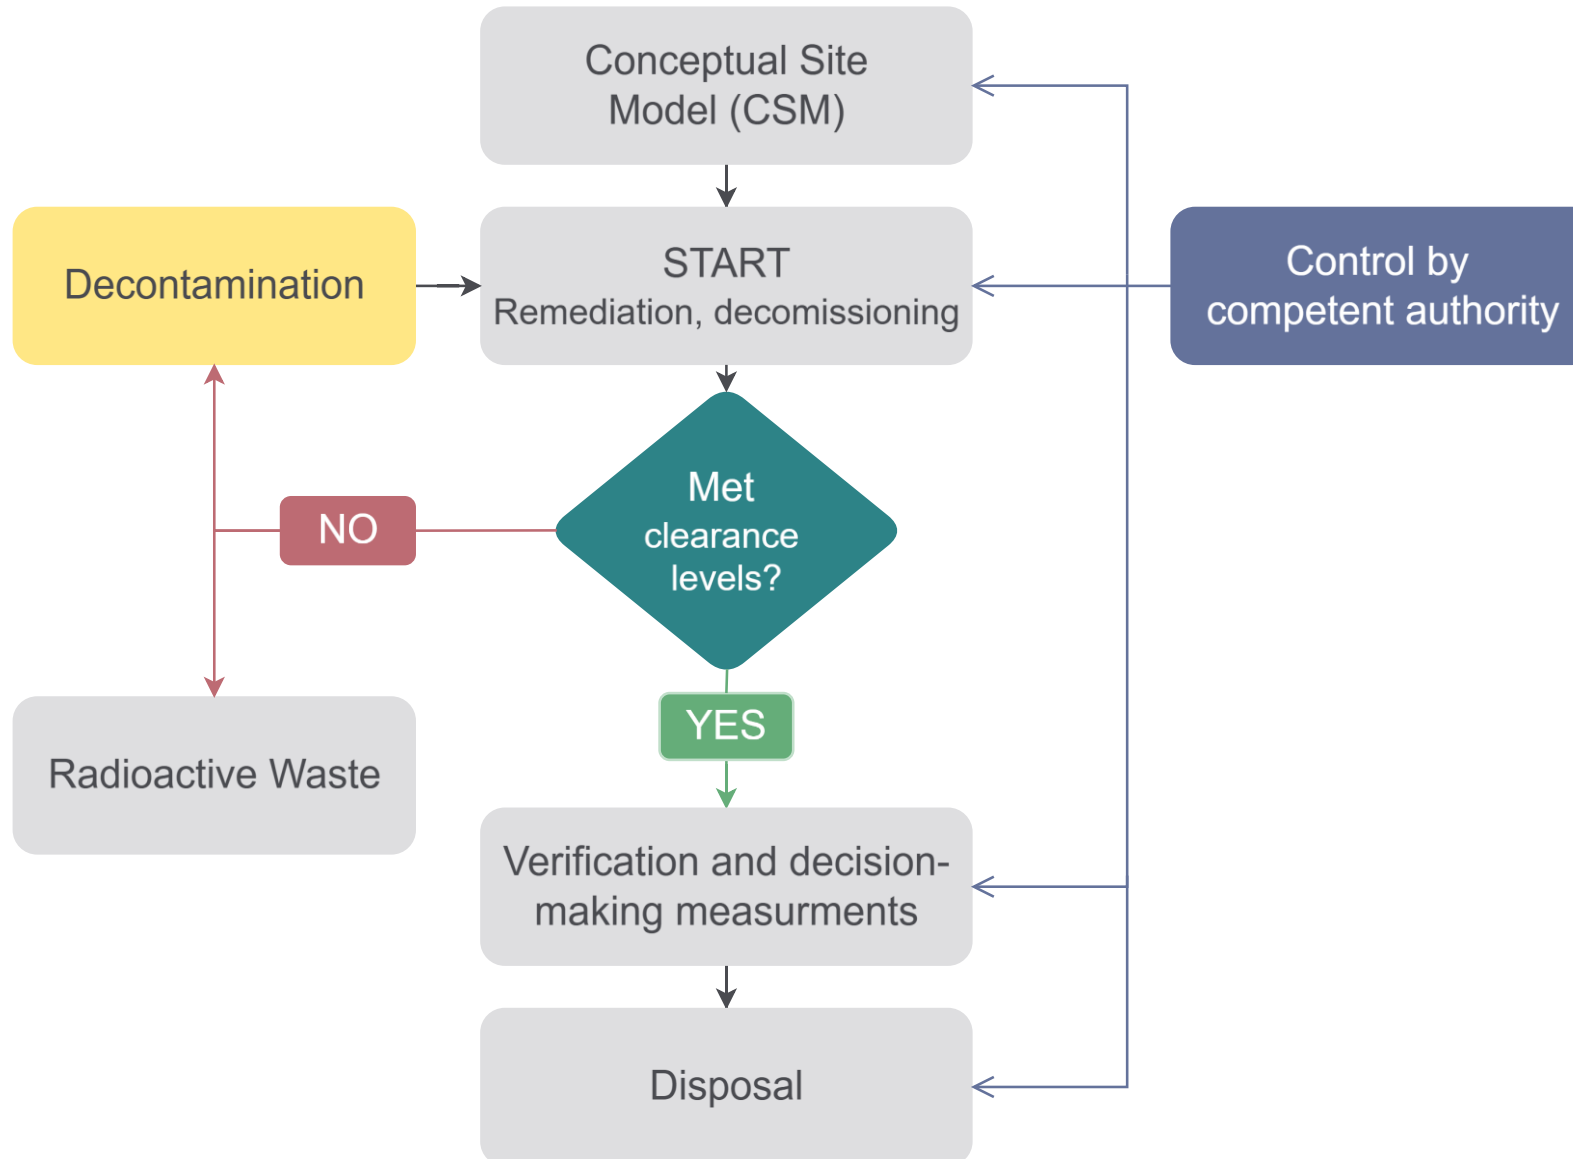 Conceptual Site
Model (CSM)
Decontamination
START
Remediation, decomissioning
Control by
competent authority
Met
clearance
levels?
NO
YES
Radioactive Waste
Verification and decision-
making measurments
Disposal